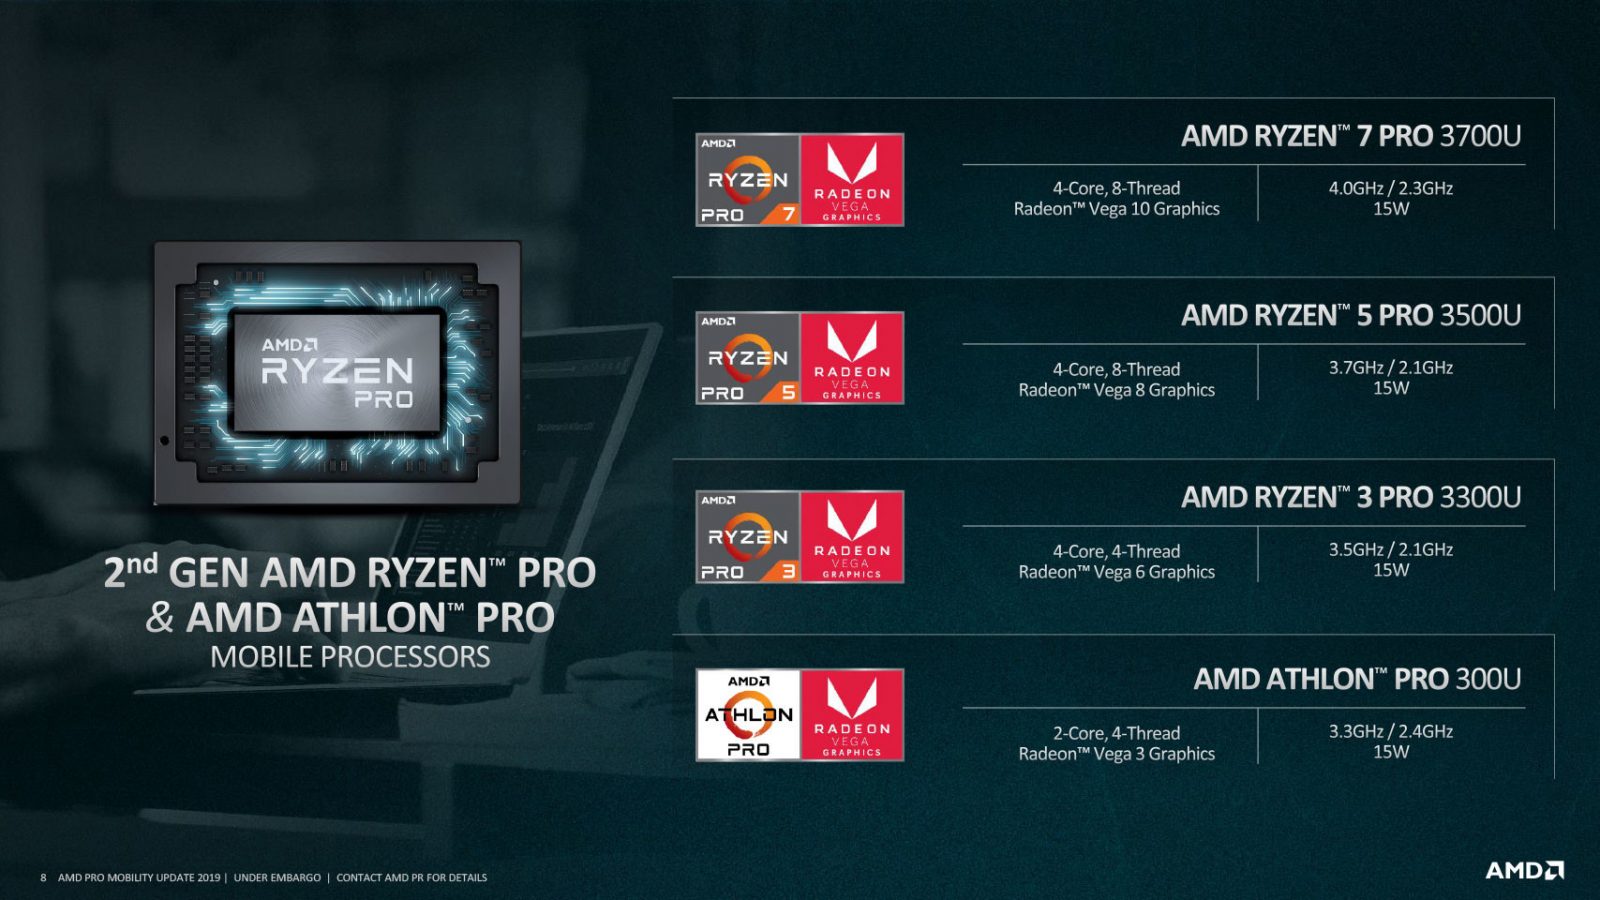 AMD
RYZEN
PRO
2nd GEN AMD RYZEN™ PRO
& AMD ATHLON™ PRO
MOBILE PROCESSORS
AMD
RYZEN
PRO 7
RADEON
VEGA
GRAPHICS
AMD RYZEN™ 7 PRO 3700U
4-Core, 8-Thread
Radeon™ Vega 10 Graphics
4.0GHz / 2.3GHz
15W
AMD
RYZEN
PRO 5
RADEON
VEGA
GRAPHICS
AMD RYZEN™ 5 PRO 3500U
4-Core, 8-Thread
Radeon™ Vega 8 Graphics
3.7GHz / 2.1GHz
15W
AMD
RYZEN
PRO 3
RADEON
VEGA
GRAPHICS
AMD RYZEN™ 3 PRO 3300U
4-Core, 4-Thread
Radeon™ Vega 6 Graphics
3.5GHz / 2.1GHz
15W
AMD
ATHLON
PRO
RADEON
VEGA
GRAPHICS
AMD ATHLON™ PRO 300U
2-Core, 4-Thread
Radeon™ Vega 3 Graphics
3.3GHz / 2.4GHz
15W
8 AMD PRO MOBILITY UPDATE 2019 | UNDER EMBARGO | CONTACT AMD PR FOR DETAILS
AMD